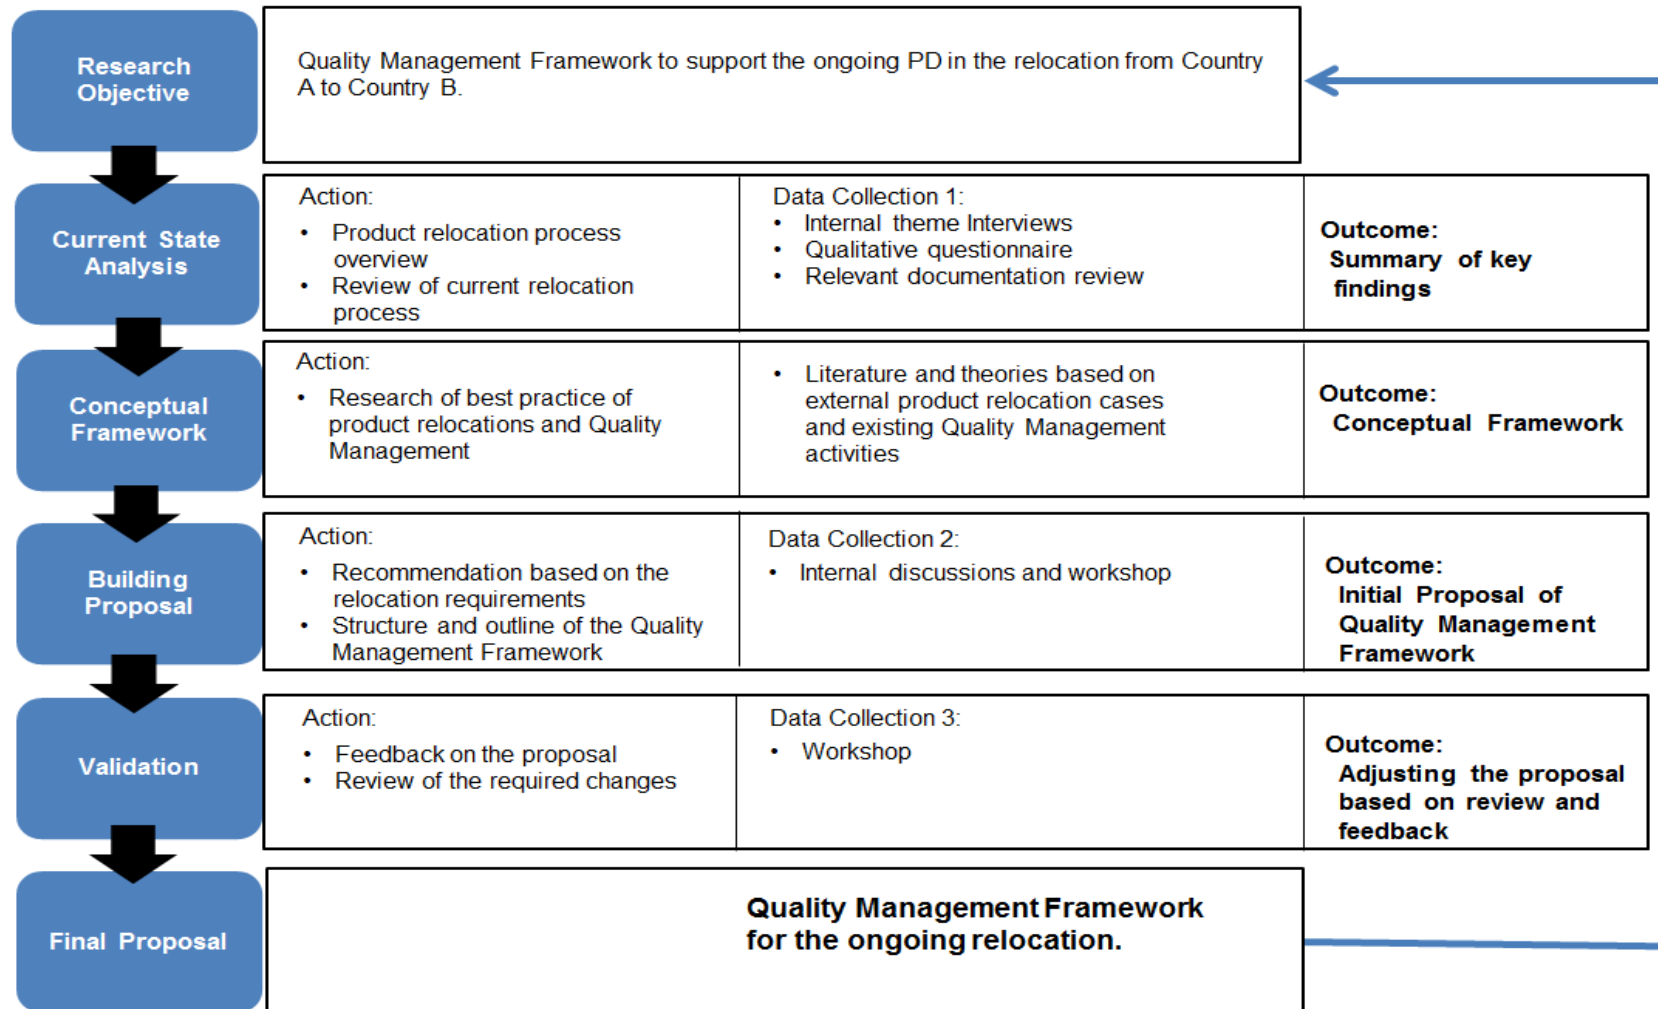 Research
Objective
Quality Management Framework to support the ongoing PD in the relocation from Country
A to Country B.
Current State
Analysis
Action:
• Product relocation process
overview
• Review of current relocation
process
Data Collection 1:
• Internal theme Interviews
• Qualitative questionnaire
• Relevant documentation review
Outcome:
Summary of key
findings
Conceptual
Framework
Action:
• Research of best practice of
product relocations and Quality
Management
• Literature and theories based on
external product relocation cases
and existing Quality Management
activities
Outcome:
Conceptual Framework
Building
Proposal
Action:
• Recommendation based on the
relocation requirements
• Structure and outline of the Quality
Management Framework
Data Collection 2:
• Internal discussions and workshop
Outcome:
Initial Proposal of
Quality Management
Framework
Validation
Action:
• Feedback on the proposal
• Review of the required changes
Data Collection 3:
• Workshop
Outcome:
Adjusting the proposal
based on review and
feedback
Final Proposal
Quality Management Framework
for the ongoing relocation.